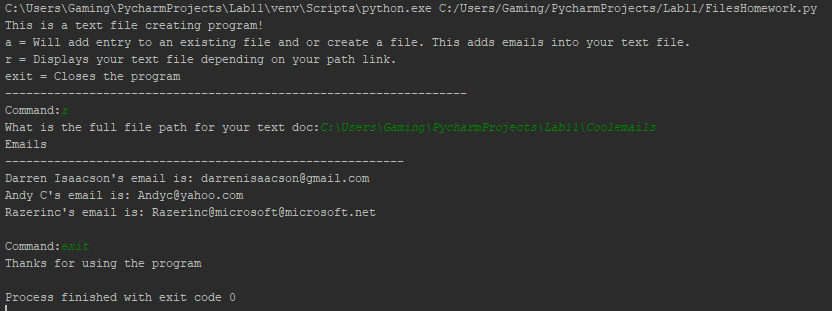 C:\Users\Gaming\PycharmProjects\Lab11\venv\Scripts\python.exe C:/Users/Gaming/PycharmProjects/Lab11/FilesHomework.py
This is a text file creating program!
a = Will add entry to an existing file and or create a file. This adds emails into your text file.
r = Displays your text file depending on your path link.
exit = Closes the program
------------------------------------------------------------------
Command:r
What is the full file path for your text doc:C:\Users\Gaming\PycharmProjects\Lab11\Coolemails
Emails
---------------------------------------------------------
Darren Isaacson's email is: darrenisaacson@gmail.com
Andy C's email is: Andyc@yahoo.com
Razerinc's email is: Razerinc@microsoft@microsoft.net
Command:exit
Thanks for using the program
Process finished with exit code 0